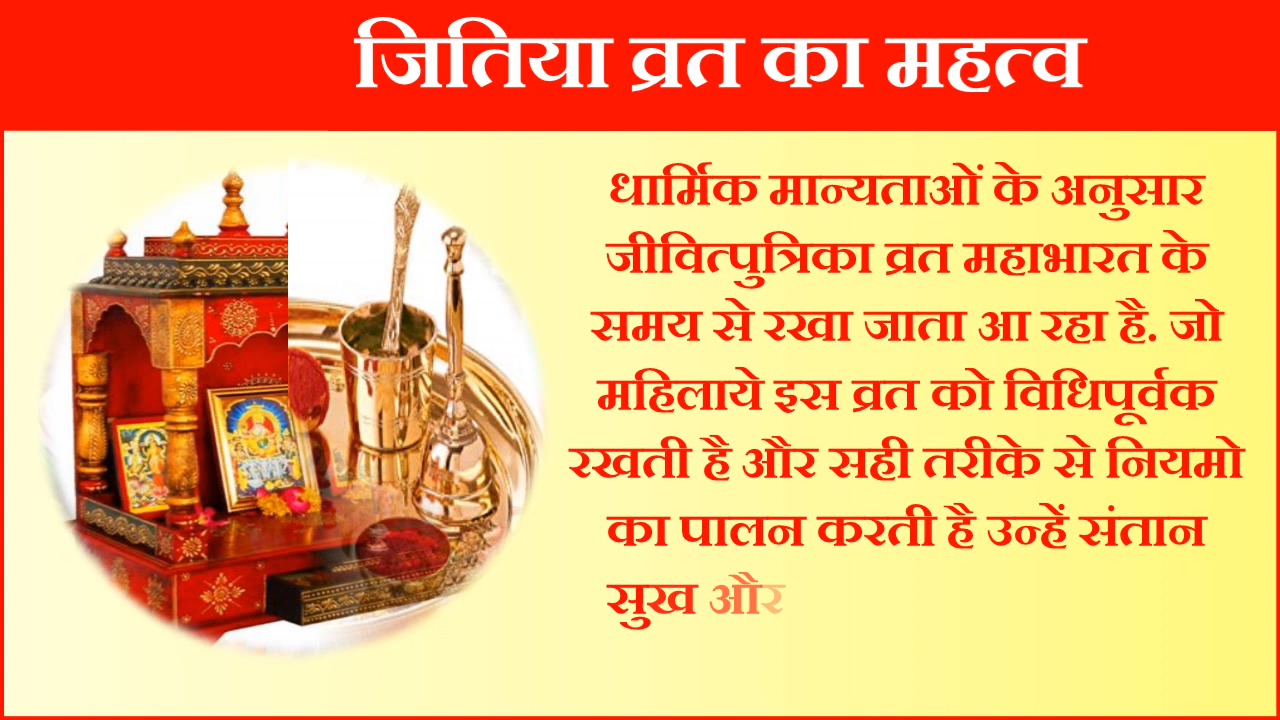 जितिया व्रत का महत्व
धार्मिक मान्यताओं के अनुसार
जीवित्पुत्रिका व्रत महाभारत के
समय से रखा जाता आ रहा है. जो
महिलाये इस व्रत को विधिपूर्वक
रखती है और सही तरीके से नियमो
का पालन करती है उन्हें संतान
सुख और